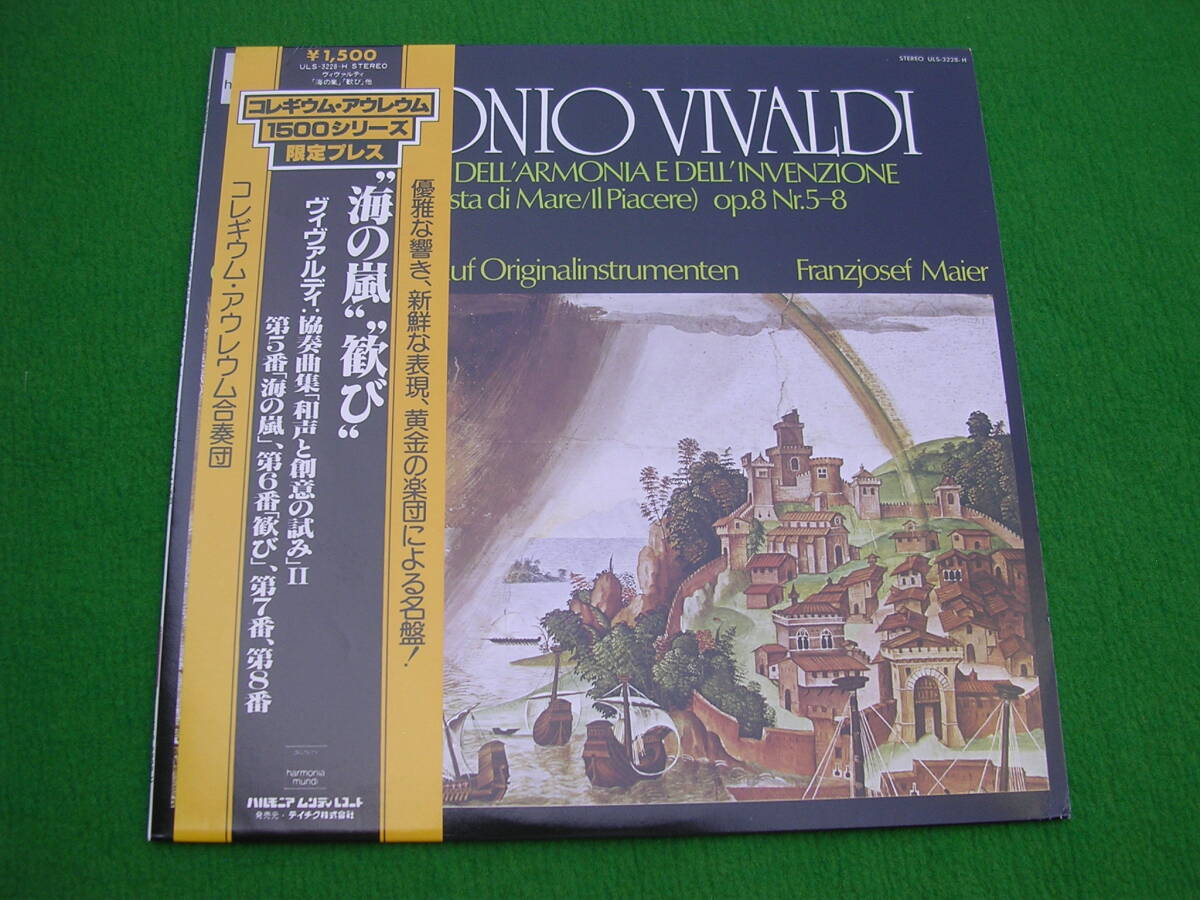 ¥1,500
ULS-3228-H STEREO
ヴィヴァルディ
「海の嵐」「歓び」他
コレギウム・アウレウム
1500シリーズ
限定プレス
優雅な響き、新鮮な表現、黄金の楽団による名盤!
"海の嵐" "歓び"
ヴィヴァルディ:協奏曲集「和声と創意の試み」II
第5番「海の嵐」、第6番「歓び」、第7番、第8番
コレギウム・アウレウム合奏団
harmonia
mundi
ハルモニア ムンディ レコード
発売元・テイチク株式会社
STEREO ULS-3228-H
ONIO VIVALDI
DELL'ARMONIA E DELL'INVENZIONE
sta di Mare/Il Piacere) op.8 Nr.5-8
uf Originalinstrumenten Franzjosef Maier